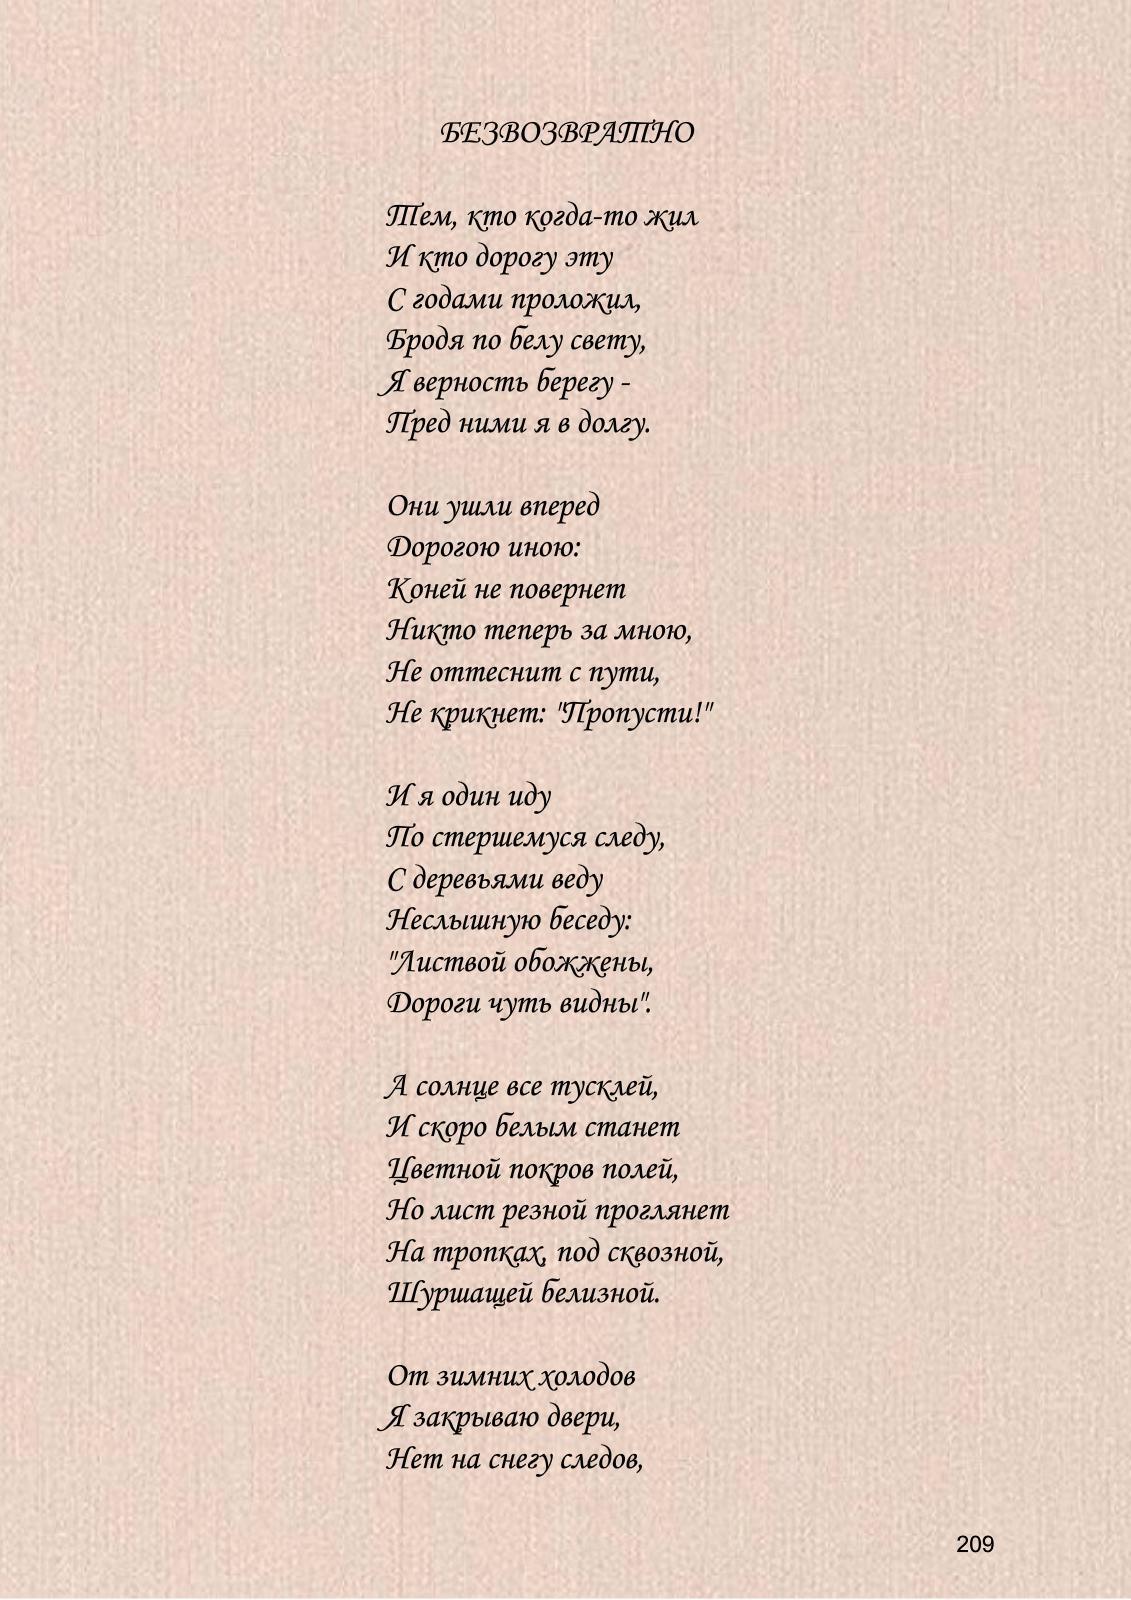 БЕЗВОЗВРАТНО
Тем, кто когда-то жил
И кто дорогу эту
С годами проложил,
Бродя по белу свету,
Я верность берегу -
Пред ними я в долгу.
Они ушли вперед
Дорогою иною:
Коней не повернет
Никто теперь за мною,
Не оттеснит с пути,
Не крикнет: "Пропусти!"
И я один иду
По стершемуся следу,
С деревьями веду
Неслышную беседу:
"Листвой обожжены,
Дороги чуть видны".
А солнце все тусклей,
И скоро белым станет
Цветной покров полей,
Но лист резной проглянет
На тропках, под сквозной,
Шуршащей белизной.
От зимних холодов
Я закрываю двери,
Нет на снегу следов,
209